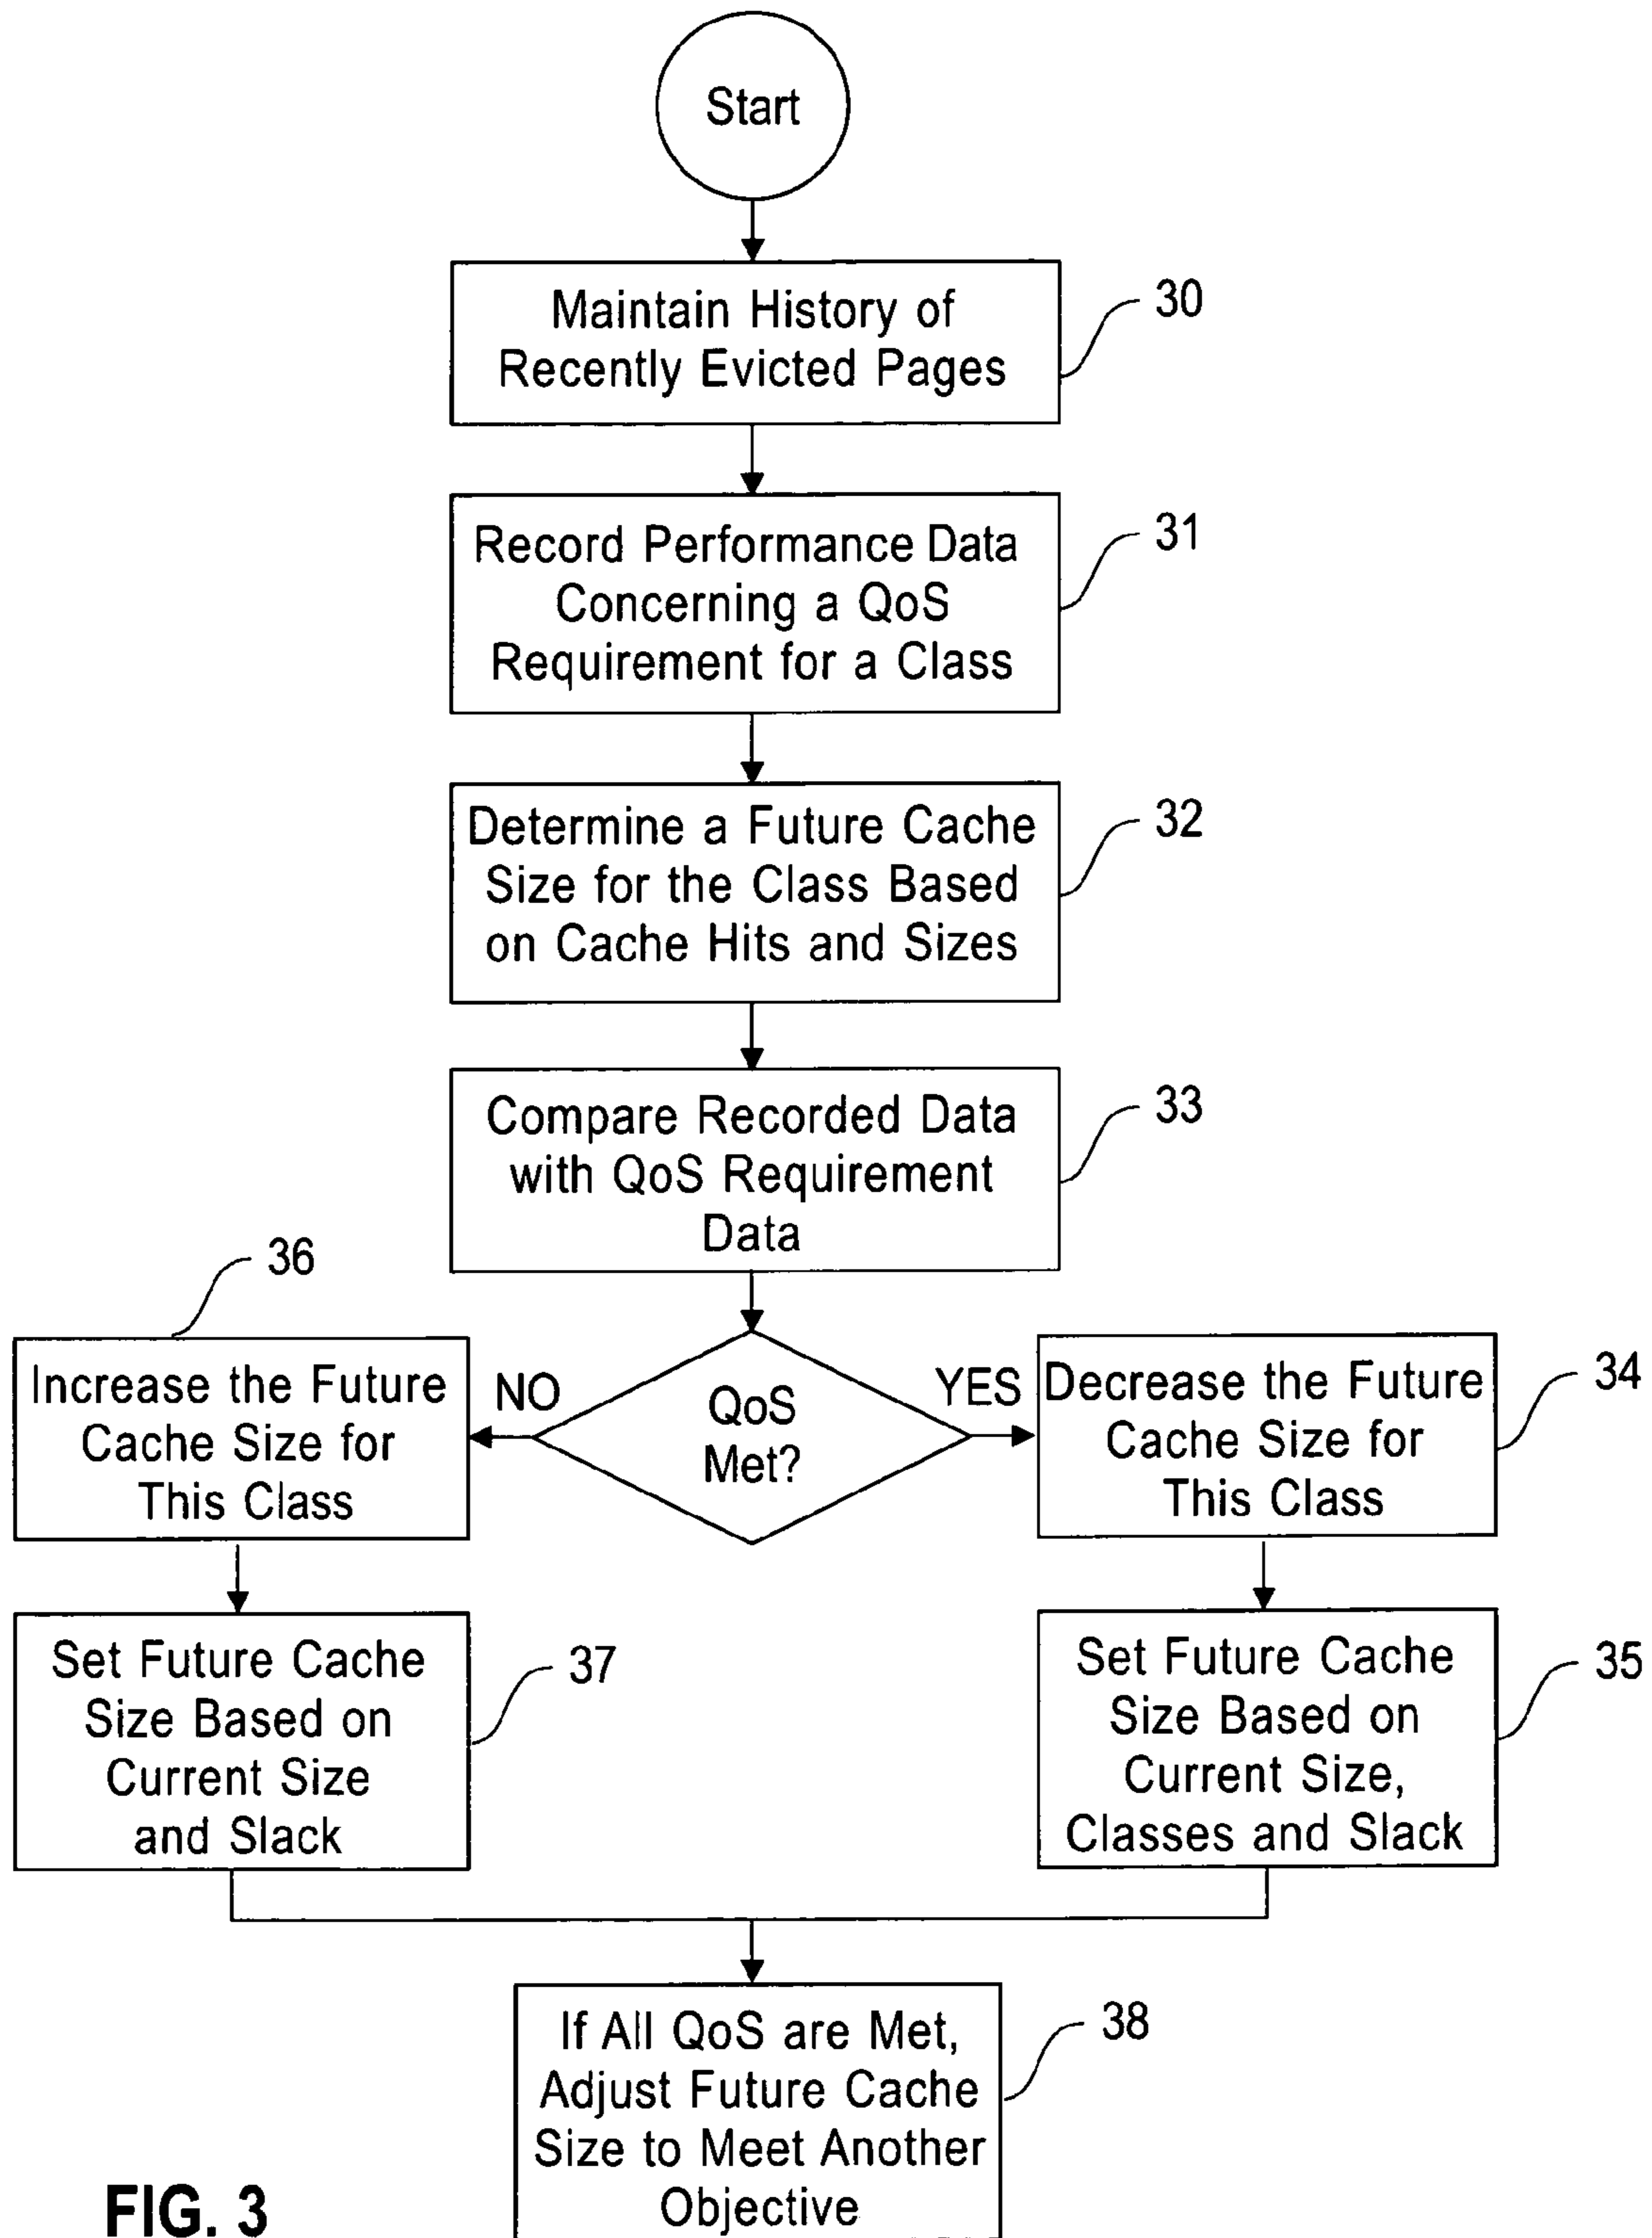 Start
Maintain History of
Recently Evicted Pages
30
Record Performance Data
Concerning a QoS
Requirement for a Class
31
Determine a Future Cache
Size for the Class Based
on Cache Hits and Sizes
32
Compare Recorded Data
with QoS Requirement
Data
33
36
Increase the Future
Cache Size for
This Class
NO
QoS
Met?
YES
Decrease the Future
Cache Size for
This Class
34
Set Future Cache
Size Based on
Current Size
and Slack
37
Set Future Cache
Size Based on
Current Size,
Classes and Slack
35
If All QoS are Met,
Adjust Future Cache
Size to Meet Another
Objective
38
FIG. 3